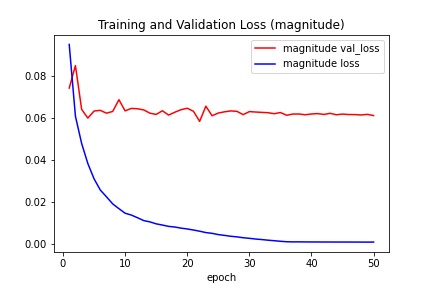 Training and Validation Loss (magnitude)
magnitude val_loss
magnitude loss
0.08
0.06
0.04
0.02
0.00
0 10 20 30 40 50
epoch